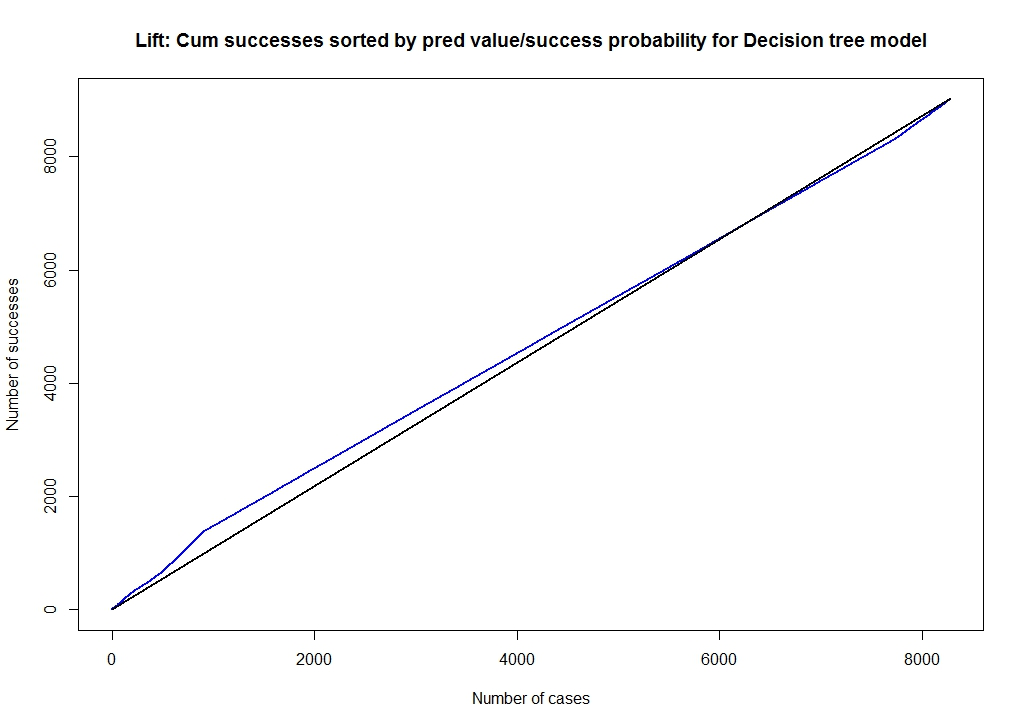 Lift: Cum successes sorted by pred value/success probability for Decision tree model
Number of successes
8000
6000
4000
2000
0
0 2000 4000 6000 8000
Number of cases